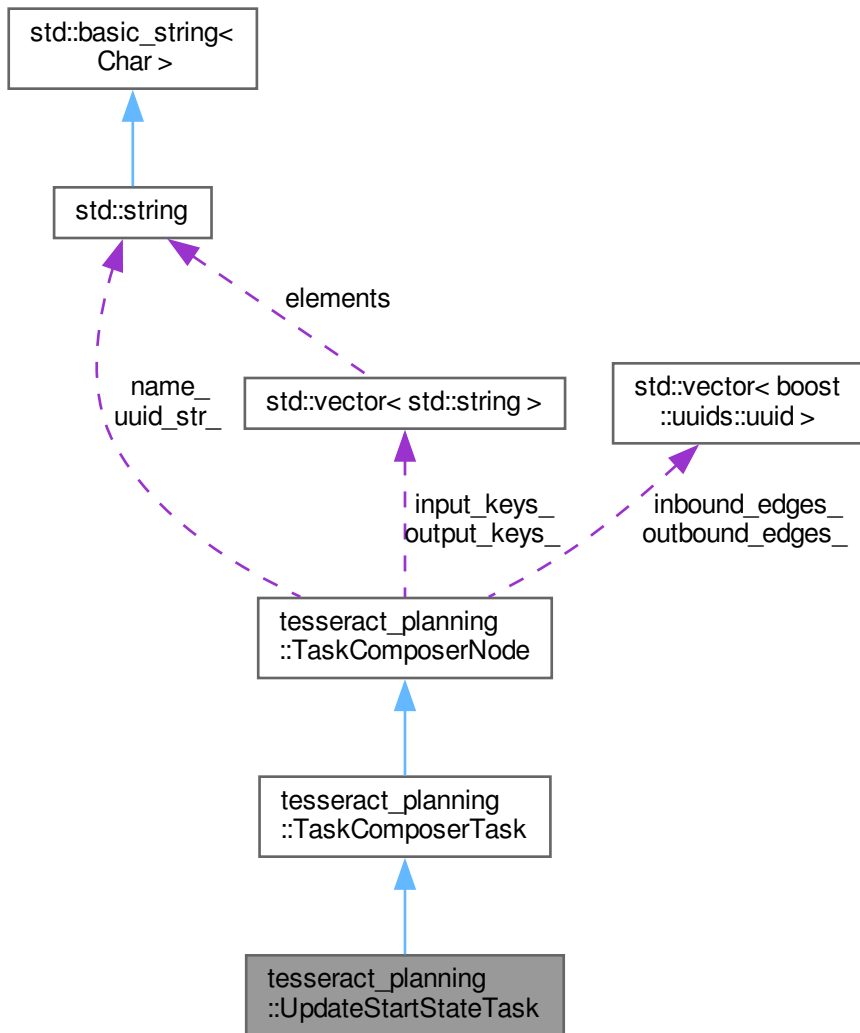 std::basic_string<
Char >
std::string
elements
name_
uuid_str_
std::vector< std::string >
std::vector< boost
::uuids::uuid >
input_keys_
output_keys_
inbound_edges_
outbound_edges_
tesseract_planning
::TaskComposerNode
tesseract_planning
::TaskComposerTask
tesseract_planning
::UpdateStartStateTask